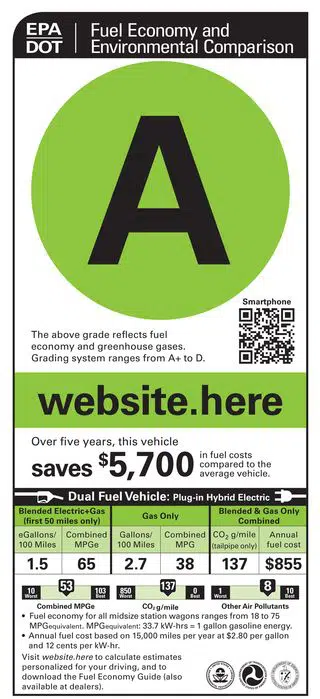 EPA
DOT
Fuel Economy and
Environmental Comparison
A
Smartphone
The above grade reflects fuel
economy and greenhouse gases.
Grading system ranges from A+ to D.
website.here
Over five years, this vehicle
saves $5,700 in fuel costs
compared to the
average vehicle.
Dual Fuel Vehicle: Plug-in Hybrid Electric
Blended Electric+Gas
(first 50 miles only)
Gas Only
Blended & Gas Only
Combined
eGallons/
100 Miles
Combined
MPGe
Gallons/
100 Miles
Combined
MPG
CO2 g/mile
(tailpipe only)
Annual
fuel cost
1.5 65 2.7 38 137 $855
10
Worst
53
103
Best
850
Worst
137
0
Best
1
Worst
8
10
Best
Combined MPGe
CO2 g/mile
Other Air Pollutants
• Fuel economy for all midsize station wagons ranges from 18 to 75
MPGequivalent. MPGequivalent: 33.7 kW-hrs = 1 gallon gasoline energy.
• Annual fuel cost based on 15,000 miles per year at $2.80 per gallon
and 12 cents per kW-hr.
Visit website.here to calculate estimates
personalized for your driving, and to
download the Fuel Economy Guide (also
available at dealers).